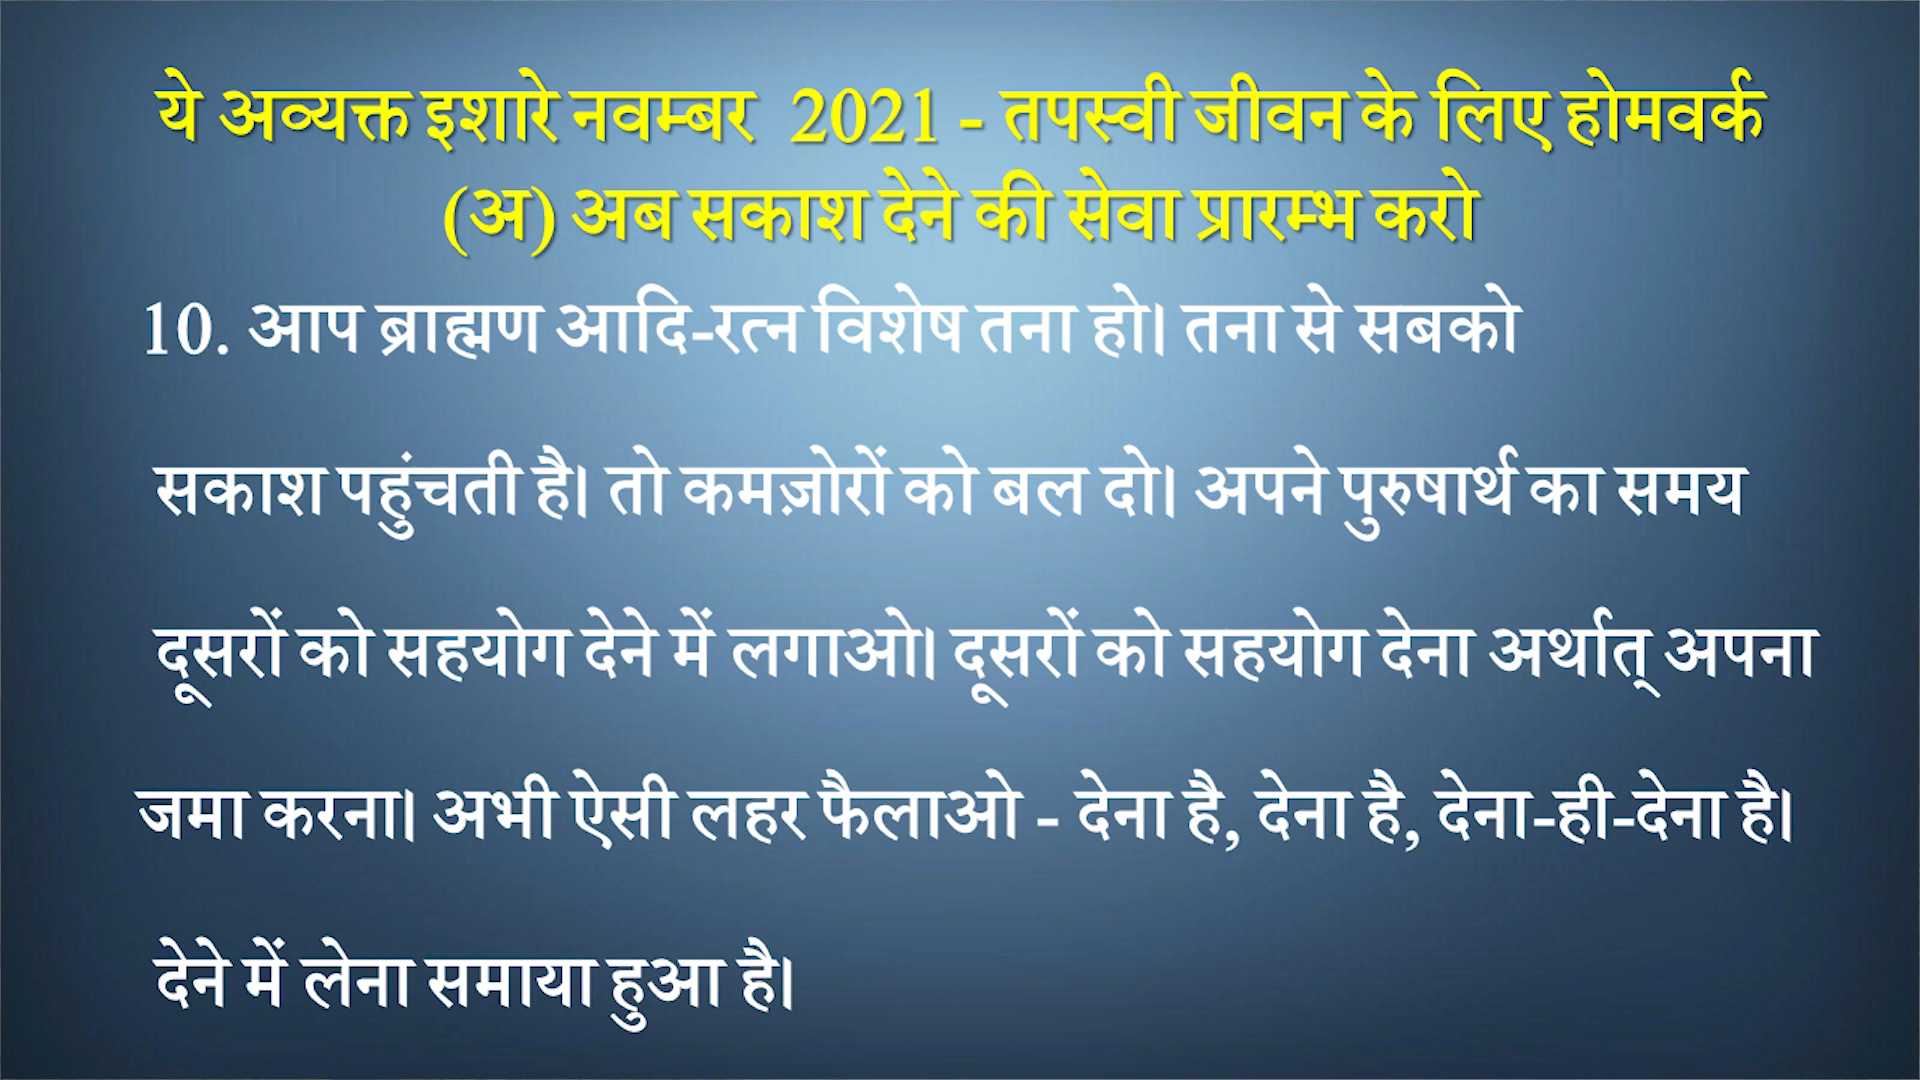 ये अव्यक्त इशारे नवम्बर 2021 - तपस्वी जीवन के लिए होमवर्क
(अ) अब सकाश देने की सेवा प्रारम्भ करो
10. आप ब्राह्मण आदि-रत्न विशेष तना हो। तना से सबको
सकाश पहुंचती है। तो कमज़ोरों को बल दो। अपने पुरुषार्थ का समय
दूसरों को सहयोग देने में लगाओ। दूसरों को सहयोग देना अर्थात् अपना
जमा करना। अभी ऐसी लहर फैलाओ - देना है, देना है, देना-ही-देना है।
देने में लेना समाया हुआ है।